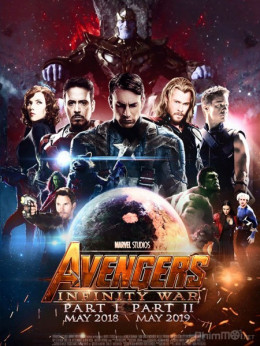 MARVEL STUDIOS
AVENGERS
INFINITY WAR
PART I PART II
MAY 2018 X MAY 2019